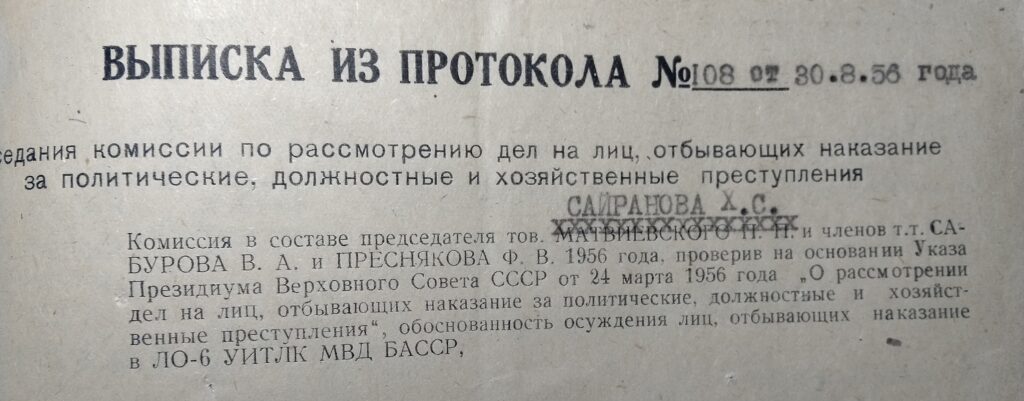 ВЫПИСКА ИЗ ПРОТОКОЛА №108 от 30.8.56 года
седания комиссии по рассмотрению дел на лиц, отбывающих наказание
за политические, должностные и хозяйственные преступления
САЙРАНОВА Х.С.
Комиссия в составе председателя тов. МАТВИЕВСКОГО П. Н. и членов т.т. СА-
БУРОВА В. А. и ПРЕСНЯКОВА Ф. В. 1956 года, проверив на основании Указа
Президиума Верховного Совета СССР от 24 марта 1956 года „О рассмотрении
дел на лиц, отбывающих наказание за политические, должностные и хозяйст-
венные преступления“, обоснованность осуждения лиц, отбывающих наказание
в ЛО-6 УИТЛК МВД БАССР,